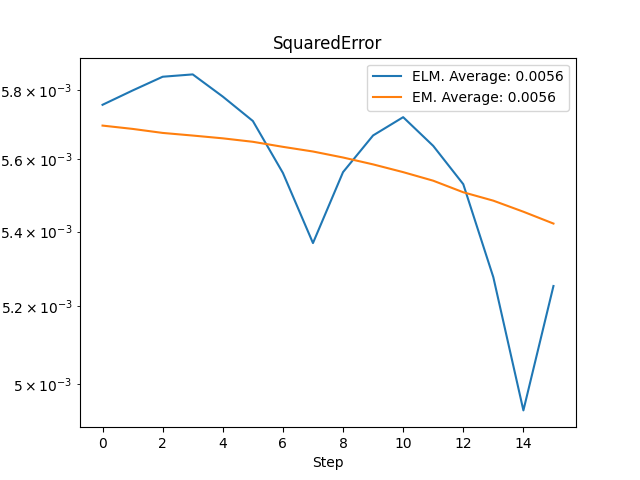 SquaredError
ELM. Average: 0.0056
EM. Average: 0.0056
5.8 × 10⁻³
5.6 × 10⁻³
5.4 × 10⁻³
5.2 × 10⁻³
5 × 10⁻³
0 2 4 6 8 10 12 14
Step